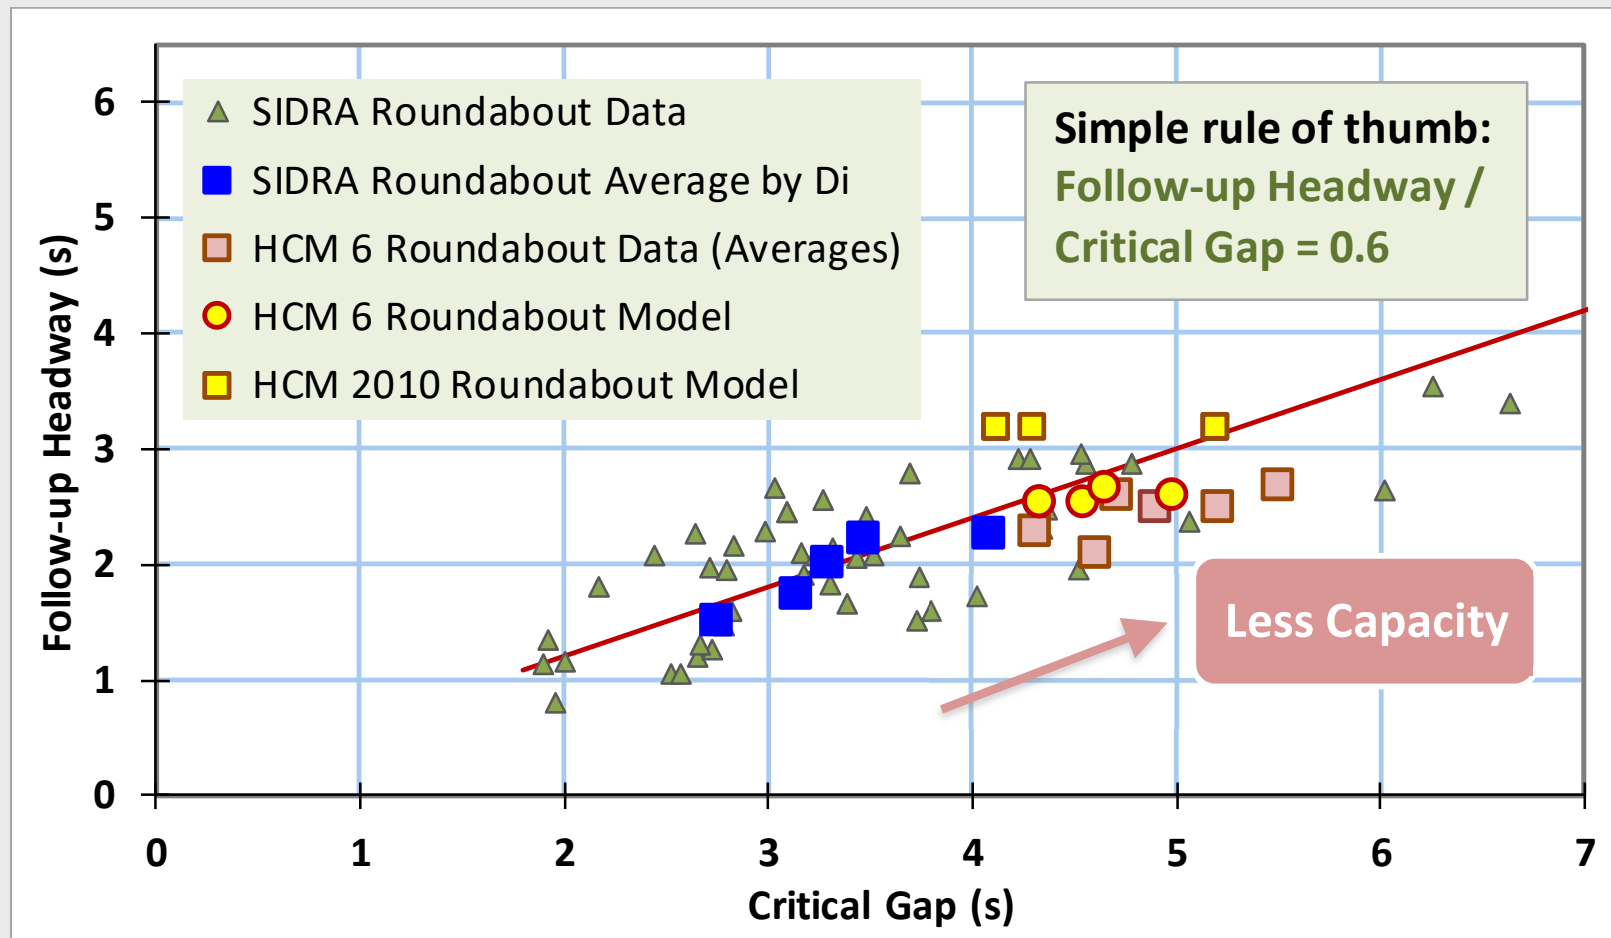 SIDRA Roundabout Data
SIDRA Roundabout Average by Di
HCM 6 Roundabout Data (Averages)
HCM 6 Roundabout Model
HCM 2010 Roundabout Model
Simple rule of thumb:
Follow-up Headway /
Critical Gap = 0.6
Less Capacity
Follow-up Headway (s)
6
5
4
3
2
1
0
0 1 2 3 4 5 6 7
Critical Gap (s)